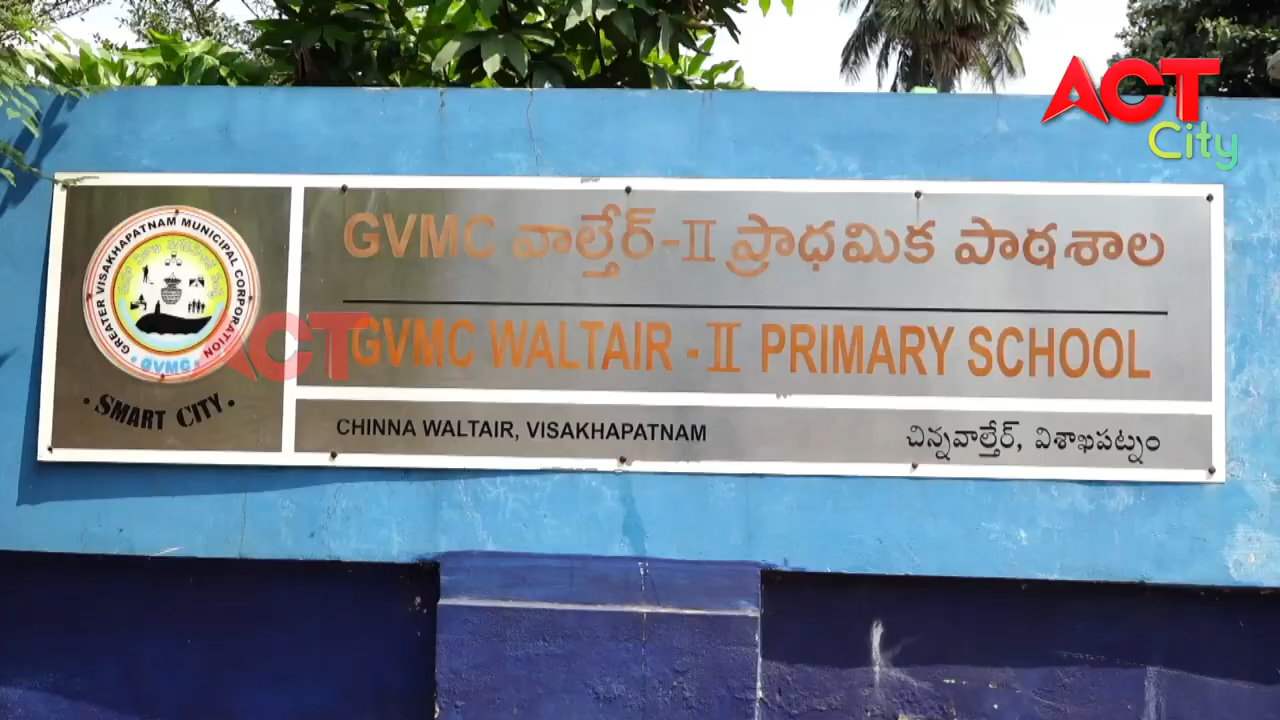 ACT
City
GREATER VISAKHAPATNAM MUNICIPAL CORPORATION
• GVMC •
• SMART CITY •
GVMC వాల్తేర్-II ప్రాథమిక పాఠశాల
ACT
GVMC WALTAIR - II PRIMARY SCHOOL
CHINNA WALTAIR, VISAKHAPATNAM
చిన్నవాల్తేర్, విశాఖపట్నం